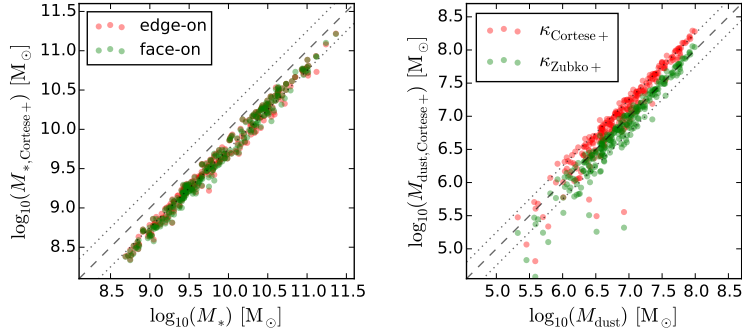 edge-on
face-on
11.5
11.0
10.5
10.0
9.5
9.0
8.5
8.5 9.0 9.5 10.0 10.5 11.0 11.5
log₁₀(M∗) [M⊙]
log₁₀(M∗,Cortese+) [M⊙]
κCortese+
κZubko+
8.5
8.0
7.5
7.0
6.5
6.0
5.5
5.0
5.0 5.5 6.0 6.5 7.0 7.5 8.0 8.5
log₁₀(Mdust) [M⊙]
log₁₀(Mdust,Cortese+) [M⊙]